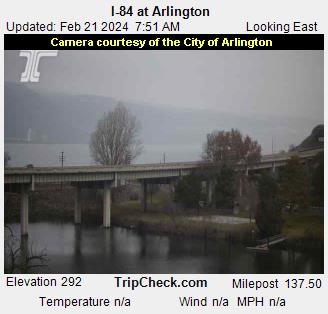 I-84 at Arlington
Updated: Feb 21 2024 7:51 AM Looking East
Camera courtesy of the City of Arlington
Elevation 292 TripCheck.com Milepost 137.50
Temperature n/a Wind n/a MPH n/a